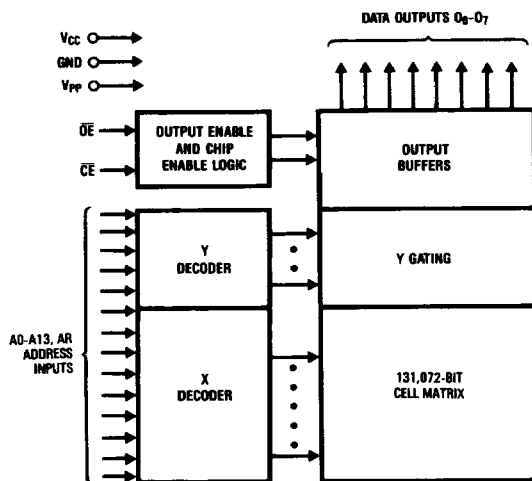 DATA OUTPUTS O₀-O₇
VCC
GND
VPP
OE
CE
OUTPUT ENABLE
AND CHIP
ENABLE LOGIC
OUTPUT
BUFFERS
Y
DECODER
Y GATING
A0-A13, AR
ADDRESS
INPUTS
X
DECODER
131,072-BIT
CELL MATRIX